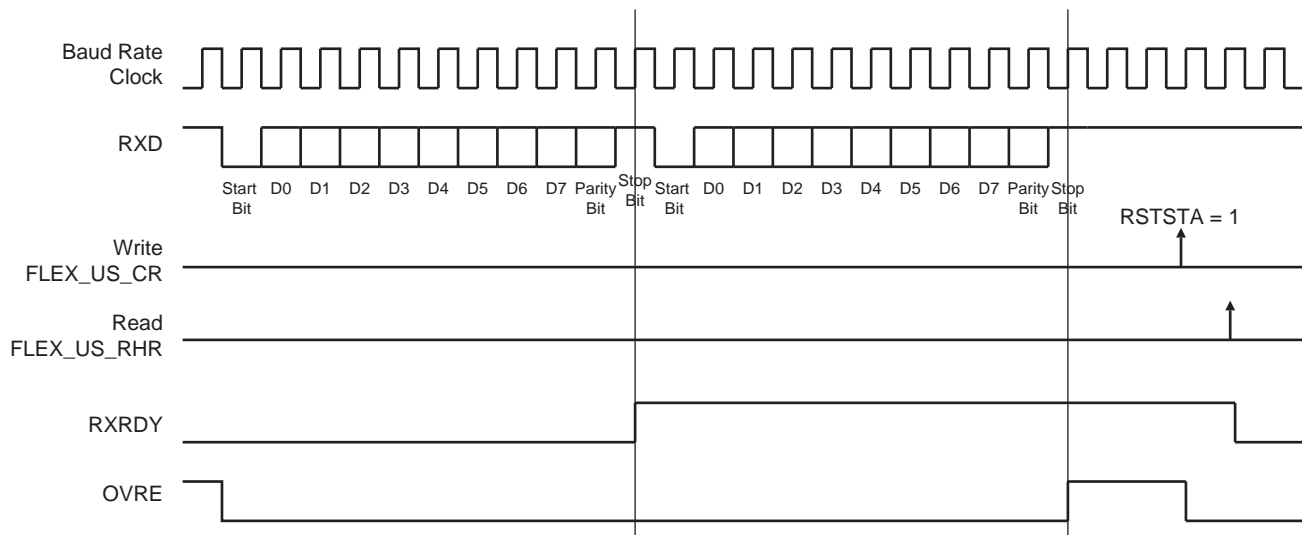 Baud Rate
Clock
RXD
Start
Bit
D0 D1 D2 D3 D4 D5 D6 D7 Parity
Bit
Stop
Bit
Start
Bit
D0 D1 D2 D3 D4 D5 D6 D7 Parity
Bit
Stop
Bit
RSTSTA = 1
Write
FLEX_US_CR
Read
FLEX_US_RHR
RXRDY
OVRE